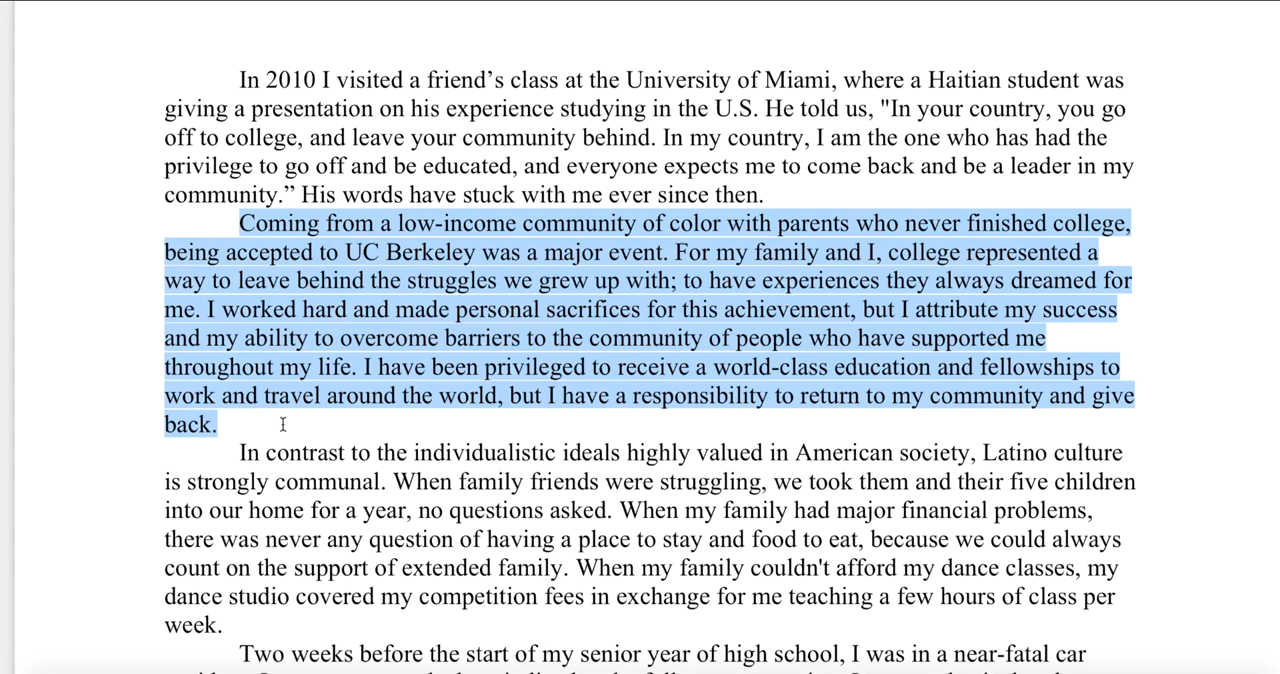 In 2010 I visited a friend’s class at the University of Miami, where a Haitian student was
giving a presentation on his experience studying in the U.S. He told us, "In your country, you go
off to college, and leave your community behind. In my country, I am the one who has had the
privilege to go off and be educated, and everyone expects me to come back and be a leader in my
community.” His words have stuck with me ever since then.
Coming from a low-income community of color with parents who never finished college,
being accepted to UC Berkeley was a major event. For my family and I, college represented a
way to leave behind the struggles we grew up with; to have experiences they always dreamed for
me. I worked hard and made personal sacrifices for this achievement, but I attribute my success
and my ability to overcome barriers to the community of people who have supported me
throughout my life. I have been privileged to receive a world-class education and fellowships to
work and travel around the world, but I have a responsibility to return to my community and give
back.
In contrast to the individualistic ideals highly valued in American society, Latino culture
is strongly communal. When family friends were struggling, we took them and their five children
into our home for a year, no questions asked. When my family had major financial problems,
there was never any question of having a place to stay and food to eat, because we could always
count on the support of extended family. When my family couldn't afford my dance classes, my
dance studio covered my competition fees in exchange for me teaching a few hours of class per
week.
Two weeks before the start of my senior year of high school, I was in a near-fatal car